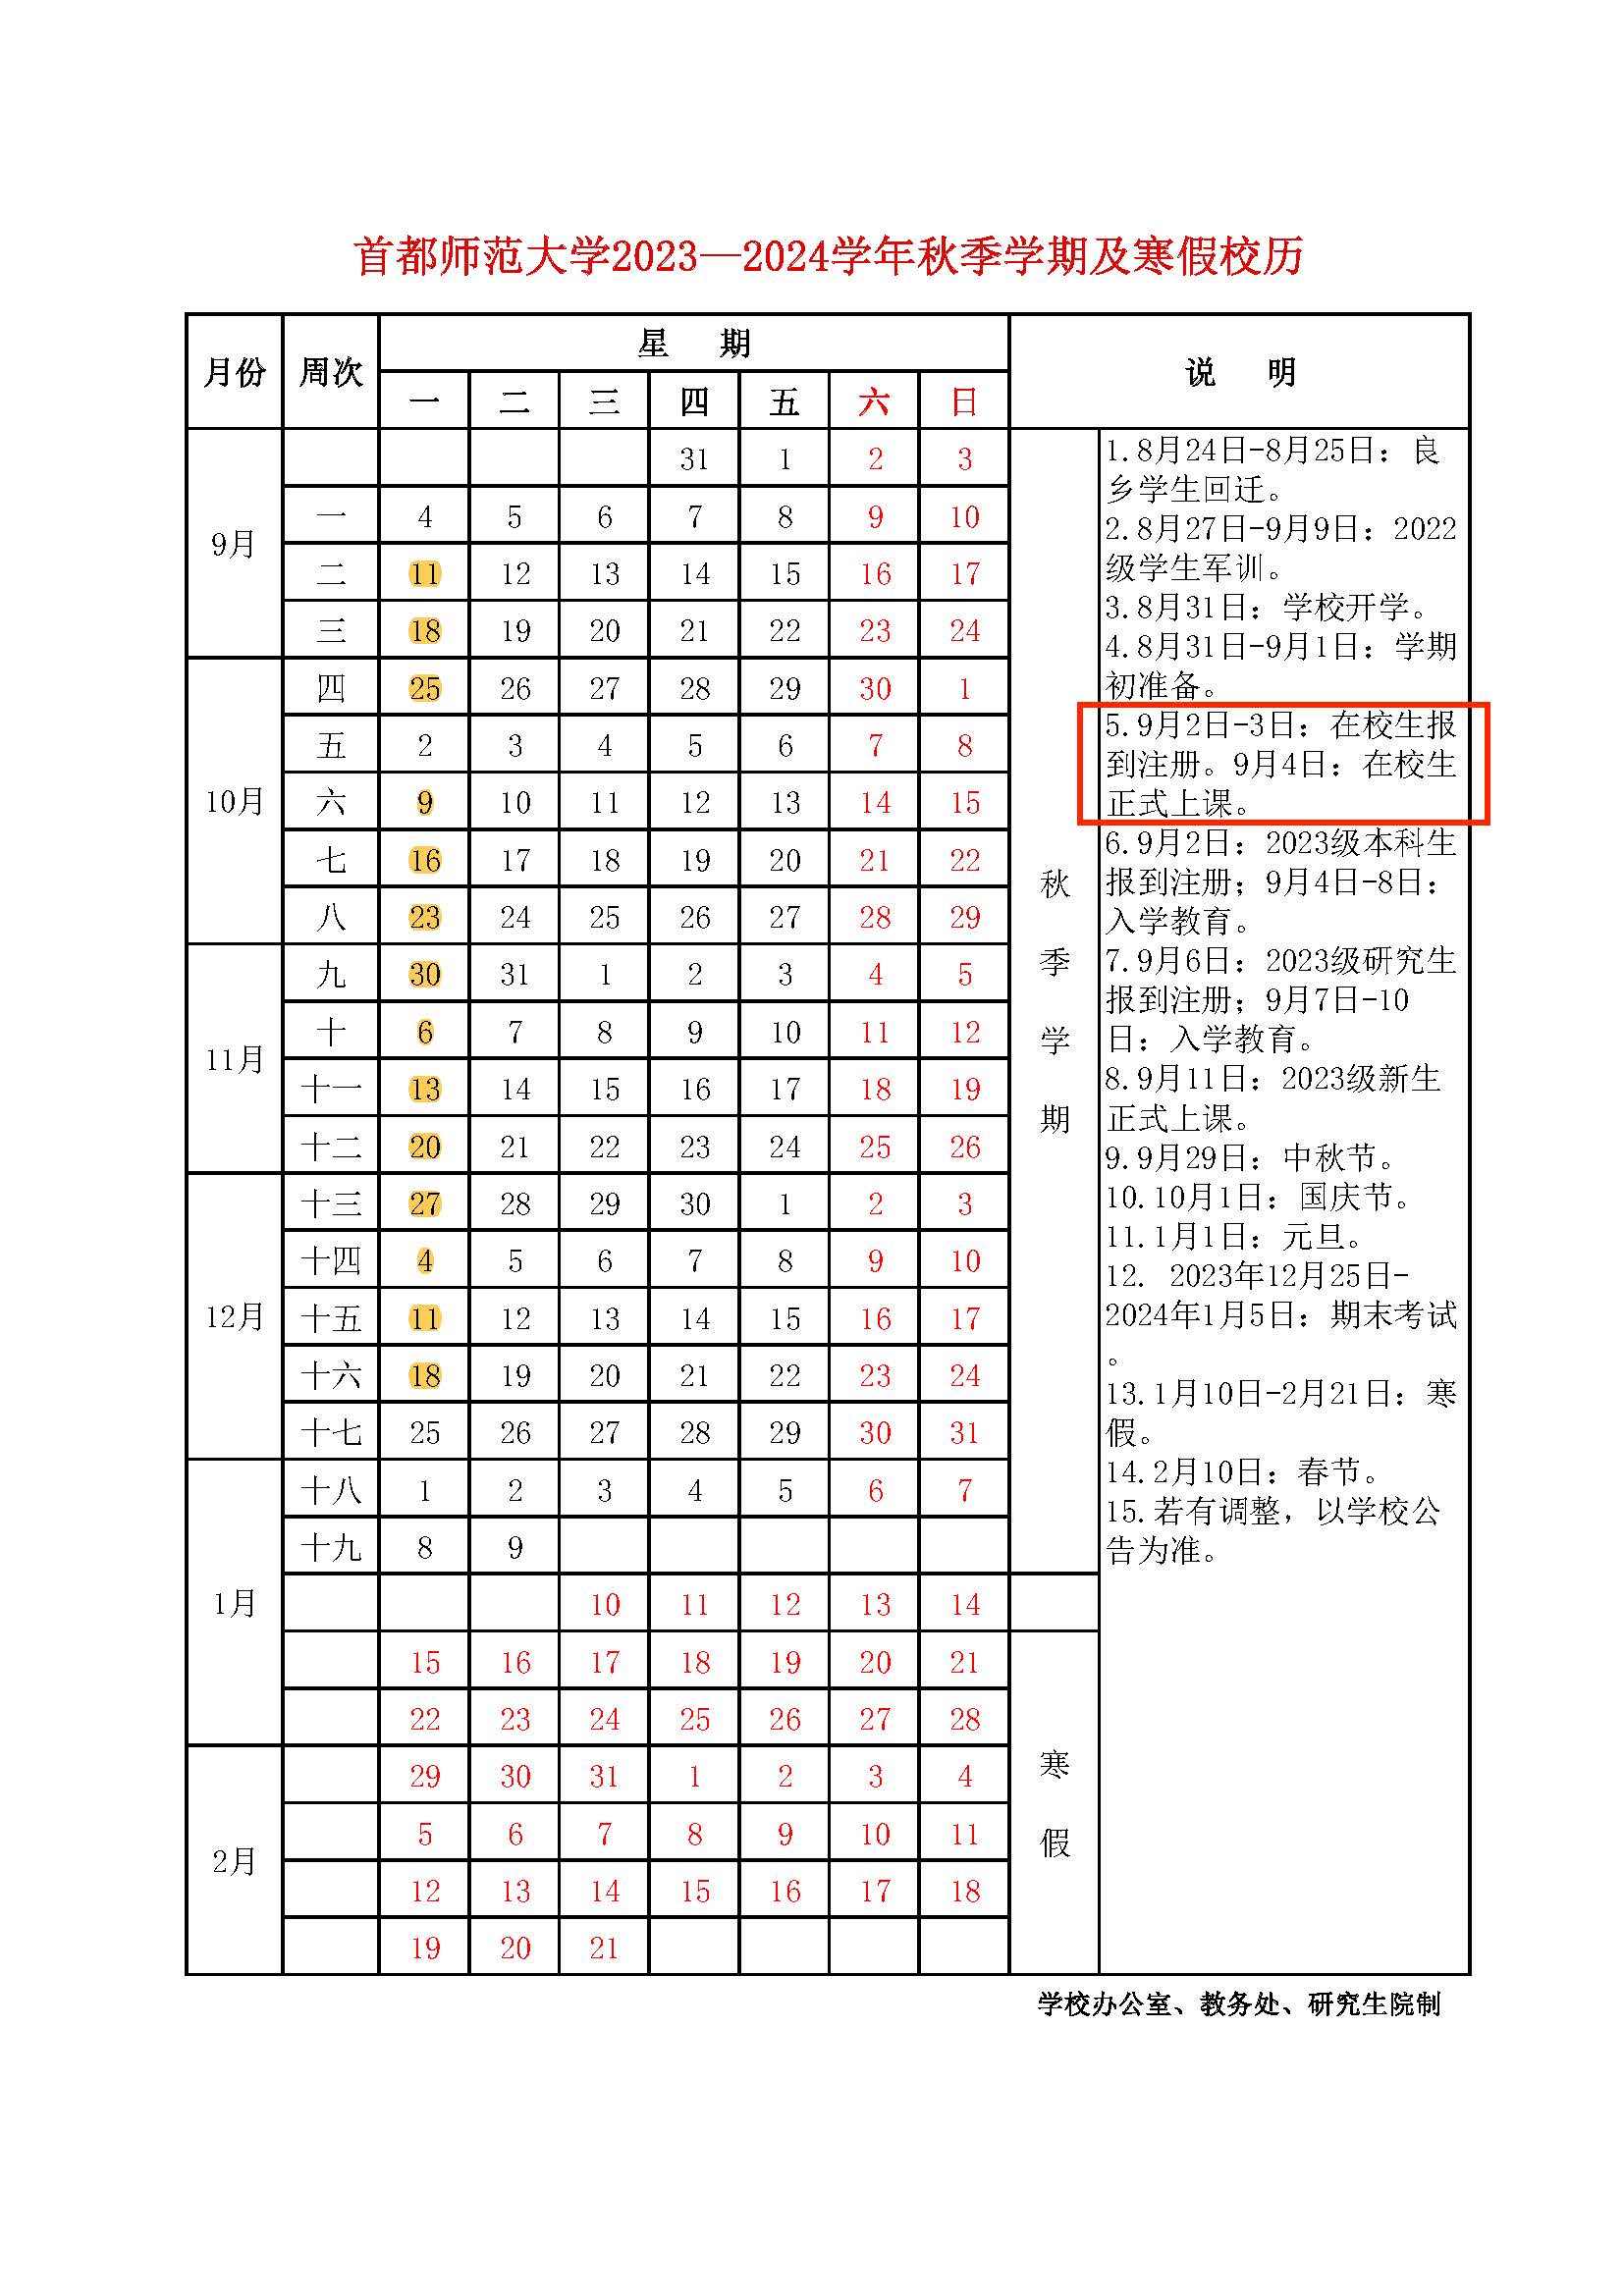 首都师范大学2023—2024学年秋季学期及寒假校历
月份 周次 星 期 说 明
一 二 三 四 五 六 日
9月
31 1 2 3
一 4 5 6 7 8 9 10
二 11 12 13 14 15 16 17
三 18 19 20 21 22 23 24
10月
四 25 26 27 28 29 30 1
五 2 3 4 5 6 7 8
六 9 10 11 12 13 14 15
七 16 17 18 19 20 21 22
八 23 24 25 26 27 28 29
11月
九 30 31 1 2 3 4 5
十 6 7 8 9 10 11 12
十一 13 14 15 16 17 18 19
十二 20 21 22 23 24 25 26
12月
十三 27 28 29 30 1 2 3
十四 4 5 6 7 8 9 10
十五 11 12 13 14 15 16 17
十六 18 19 20 21 22 23 24
十七 25 26 27 28 29 30 31
1月
十八 1 2 3 4 5 6 7
十九 8 9
10 11 12 13 14
15 16 17 18 19 20 21
22 23 24 25 26 27 28
2月
29 30 31 1 2 3 4
5 6 7 8 9 10 11
12 13 14 15 16 17 18
19 20 21
秋
季
学
期
寒
假
1.8月24日-8月25日：良
乡学生回迁。
2.8月27日-9月9日：2022
级学生军训。
3.8月31日：学校开学。
4.8月31日-9月1日：学期
初准备。
5.9月2日-3日：在校生报
到注册。9月4日：在校生
正式上课。
6.9月2日：2023级本科生
报到注册；9月4日-8日：
入学教育。
7.9月6日：2023级研究生
报到注册；9月7日-10
日：入学教育。
8.9月11日：2023级新生
正式上课。
9.9月29日：中秋节。
10.10月1日：国庆节。
11.1月1日：元旦。
12. 2023年12月25日-
2024年1月5日：期末考试
。
13.1月10日-2月21日：寒
假。
14.2月10日：春节。
15.若有调整，以学校公
告为准。
学校办公室、教务处、研究生院制